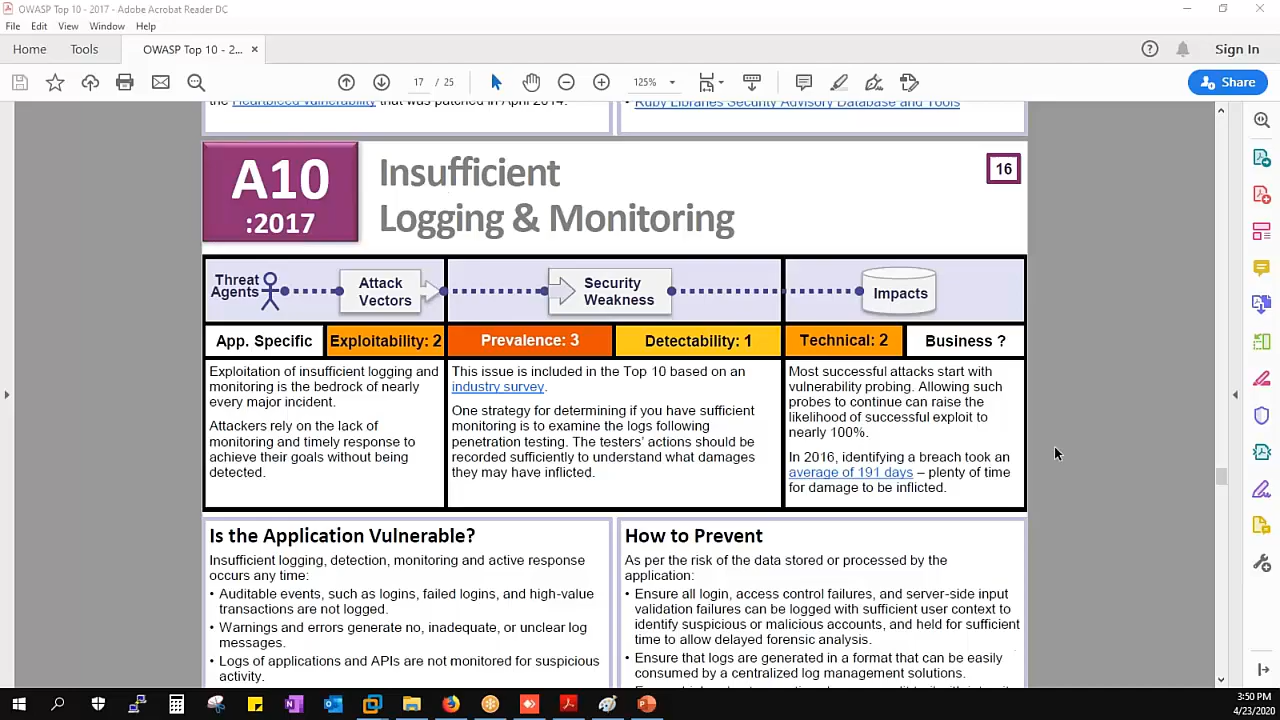 OWASP Top 10 - 2017 - Adobe Acrobat Reader DC
File Edit View Window Help
Home Tools OWASP Top 10 - 2... × Sign In
17 / 25 125% Share
the Heartbleed vulnerability that was patched in April 2014.
Ruby Libraries Security Advisory Database and Tools
A10
:2017
Insufficient
Logging & Monitoring
16
Threat
Agents
Attack
Vectors
Security
Weakness
Impacts
App. Specific
Exploitability: 2
Prevalence: 3
Detectability: 1
Technical: 2
Business ?
Exploitation of insufficient logging and
monitoring is the bedrock of nearly
every major incident.
Attackers rely on the lack of
monitoring and timely response to
achieve their goals without being
detected.
This issue is included in the Top 10 based on an
industry survey.
One strategy for determining if you have sufficient
monitoring is to examine the logs following
penetration testing. The testers' actions should be
recorded sufficiently to understand what damages
they may have inflicted.
Most successful attacks start with
vulnerability probing. Allowing such
probes to continue can raise the
likelihood of successful exploit to
nearly 100%.
In 2016, identifying a breach took an
average of 191 days – plenty of time
for damage to be inflicted.
Is the Application Vulnerable?
Insufficient logging, detection, monitoring and active response
occurs any time:
• Auditable events, such as logins, failed logins, and high-value
transactions are not logged.
• Warnings and errors generate no, inadequate, or unclear log
messages.
• Logs of applications and APIs are not monitored for suspicious
activity.
How to Prevent
As per the risk of the data stored or processed by the
application:
• Ensure all login, access control failures, and server-side input
validation failures can be logged with sufficient user context to
identify suspicious or malicious accounts, and held for sufficient
time to allow delayed forensic analysis.
• Ensure that logs are generated in a format that can be easily
consumed by a centralized log management solutions.
3:50 PM
4/23/2020